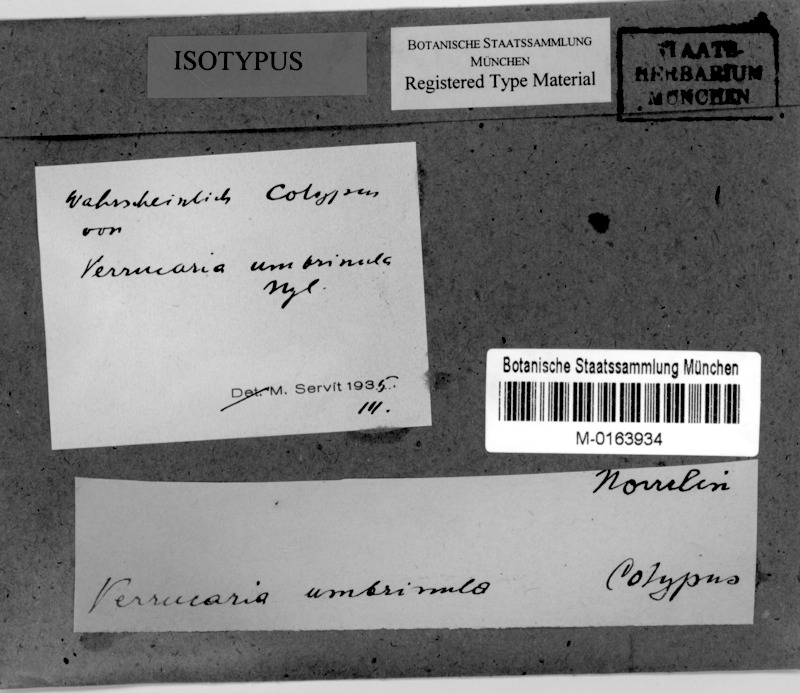 ISOTYPUS
BOTANISCHE STAATSSAMMLUNG
MÜNCHEN
Registered Type Material
STAATS-
HERBARIUM
MÜNCHEN
Wahrscheinlich Cotypus
von
Verrucaria umbrinula
Nyl.
Det. M. Servít 1935.
III.
Botanische Staatssammlung München
M-0163934
Norrlin
Verrucaria umbrinula Cotypus